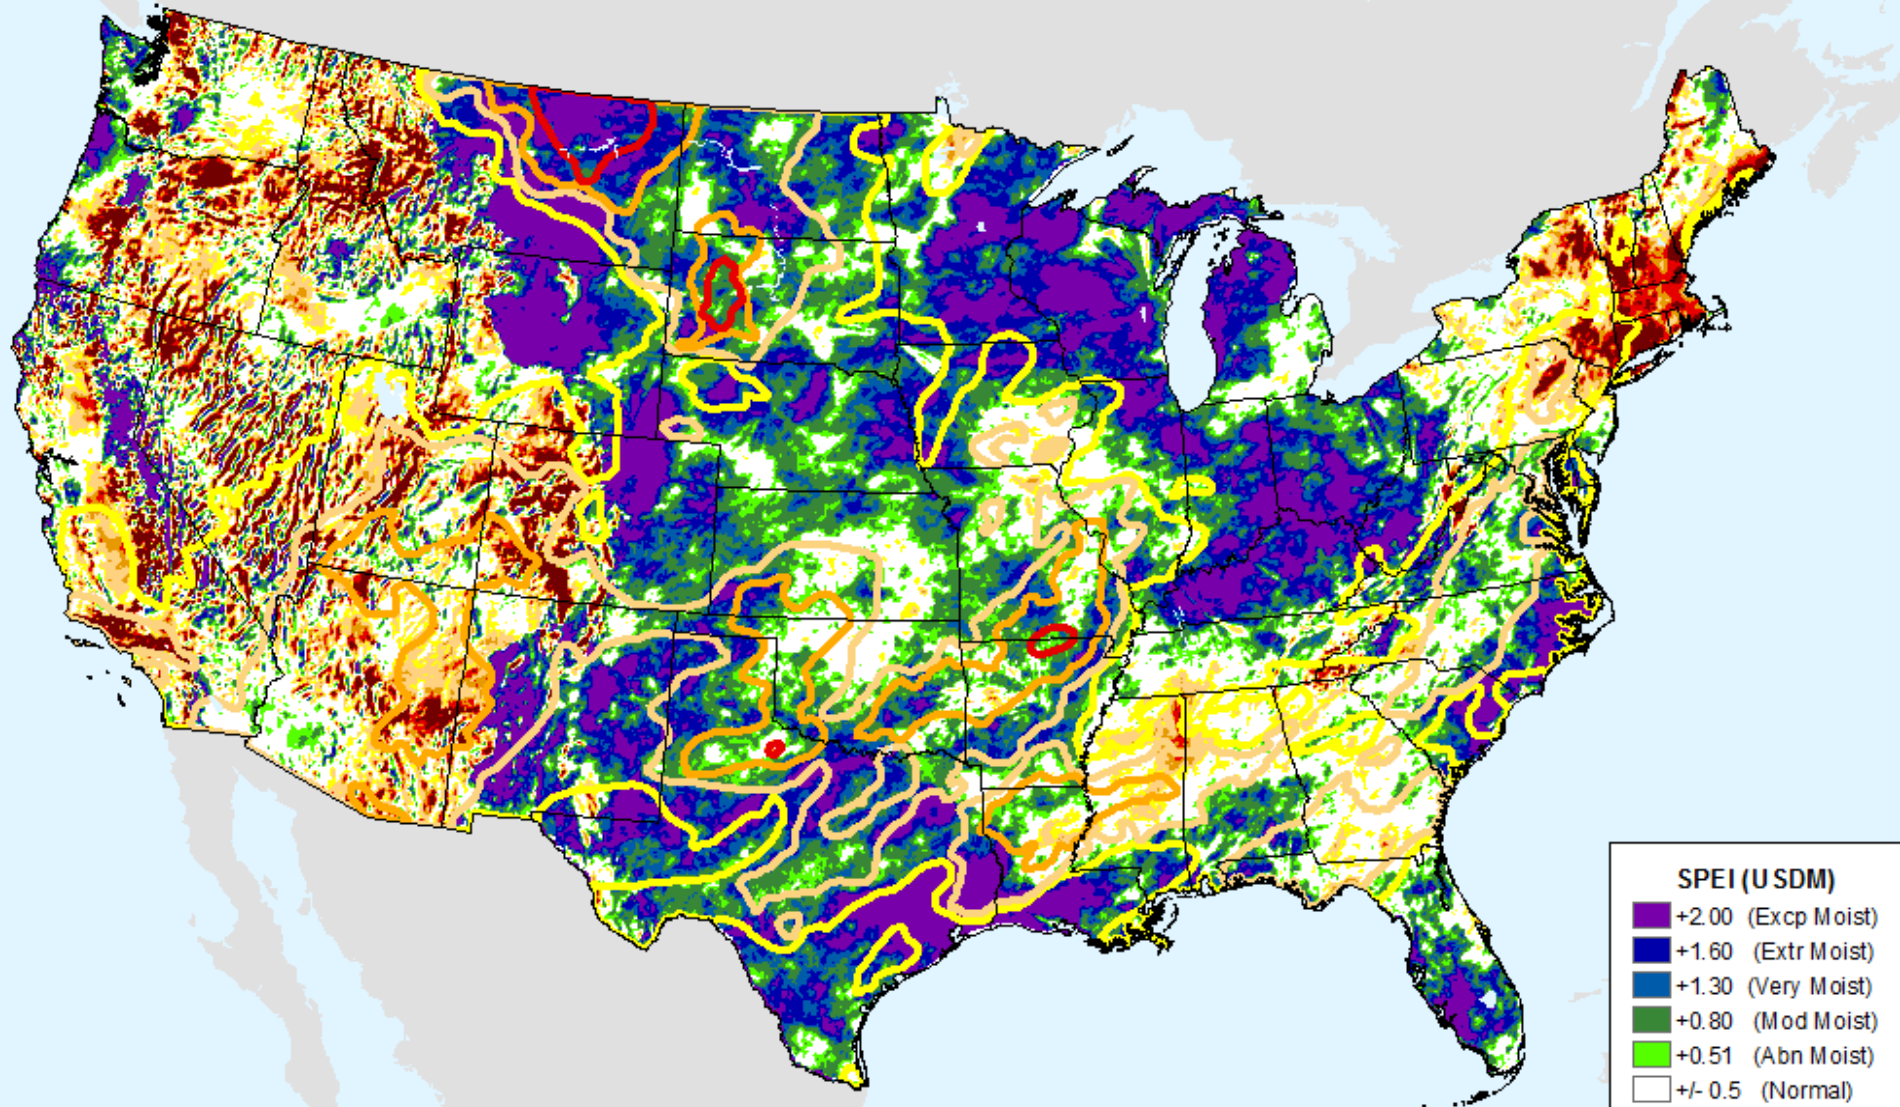 SPEI (USDM)
+2.00 (Excp Moist)
+1.60 (Extr Moist)
+1.30 (Very Moist)
+0.80 (Mod Moist)
+0.51 (Abn Moist)
+/- 0.5 (Normal)